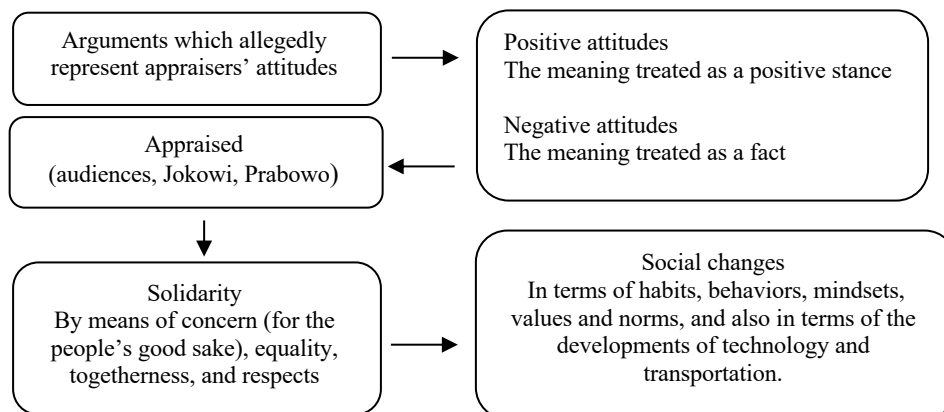 Arguments which allegedly
represent appraisers’ attitudes
Positive attitudes
The meaning treated as a positive stance
Negative attitudes
The meaning treated as a fact
Appraised
(audiences, Jokowi, Prabowo)
Solidarity
By means of concern (for the
people’s good sake), equality,
togetherness, and respects
Social changes
In terms of habits, behaviors, mindsets,
values and norms, and also in terms of the
developments of technology and
transportation.